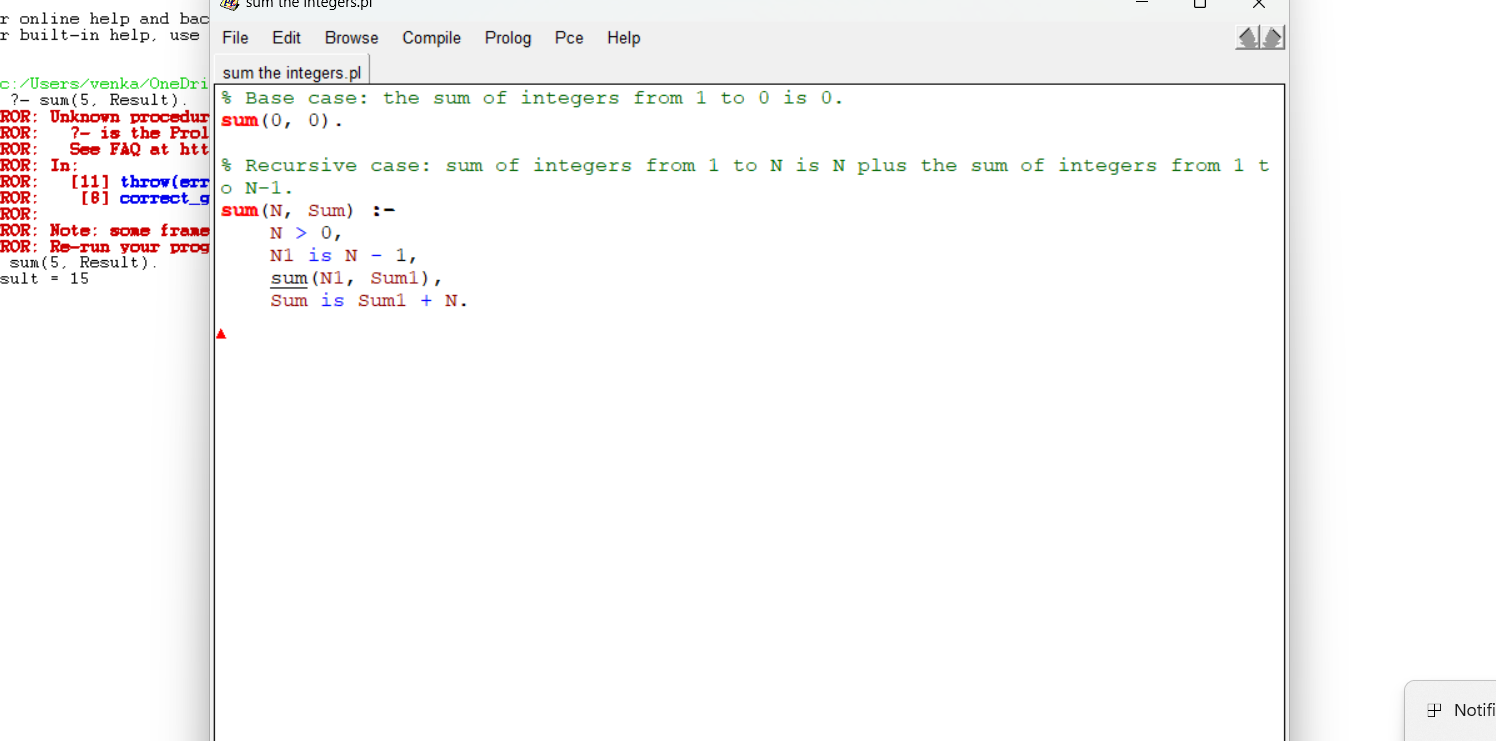 sum the integers.pl
File Edit Browse Compile Prolog Pce Help
sum the integers.pl
% Base case: the sum of integers from 1 to 0 is 0.
sum(0, 0).
% Recursive case: sum of integers from 1 to N is N plus the sum of integers from 1 t
o N-1.
sum(N, Sum) :-
N > 0,
N1 is N - 1,
sum(N1, Sum1),
Sum is Sum1 + N.
r online help and bac
r built-in help, use
c:/Users/venka/OneDri
?- sum(5, Result).
ROR: Unknown procedur
ROR: ?- is the Prol
ROR: See FAQ at htt
ROR: In:
ROR: [11] throw(err
ROR: [8] correct_g
ROR:
ROR: Note: some frame
ROR: Re-run your prog
sum(5, Result).
sult = 15
Notifi